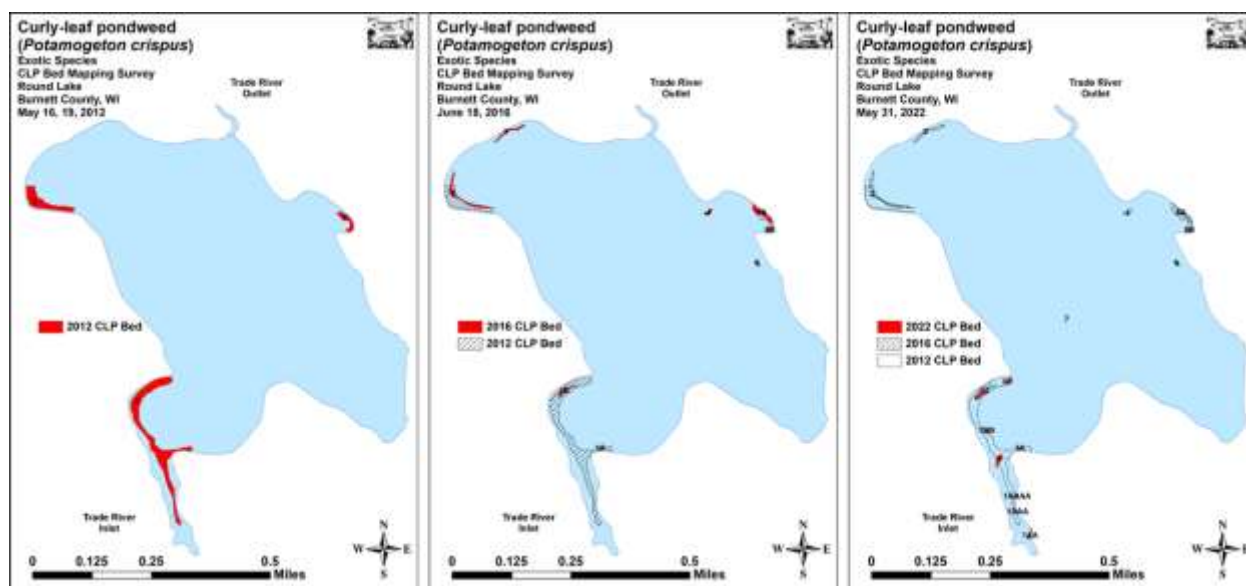 Curly-leaf pondweed
(Potamogeton crispus)
Exotic Species
CLP Bed Mapping Survey
Round Lake
Burnett County, WI
May 16, 19, 2012
Trade River
Outlet
2012 CLP Bed
Trade River
Inlet
N
W E
S
0 0.125 0.25 0.5
Miles
Curly-leaf pondweed
(Potamogeton crispus)
Exotic Species
CLP Bed Mapping Survey
Round Lake
Burnett County, WI
June 18, 2016
Trade River
Outlet
2016 CLP Bed
2012 CLP Bed
Trade River
Inlet
N
W E
S
0 0.125 0.25 0.5
Miles
Curly-leaf pondweed
(Potamogeton crispus)
Exotic Species
CLP Bed Mapping Survey
Round Lake
Burnett County, WI
May 31, 2022
Trade River
Outlet
2022 CLP Bed
2016 CLP Bed
2012 CLP Bed
Trade River
Inlet
N
W E
S
0 0.125 0.25 0.5
Miles